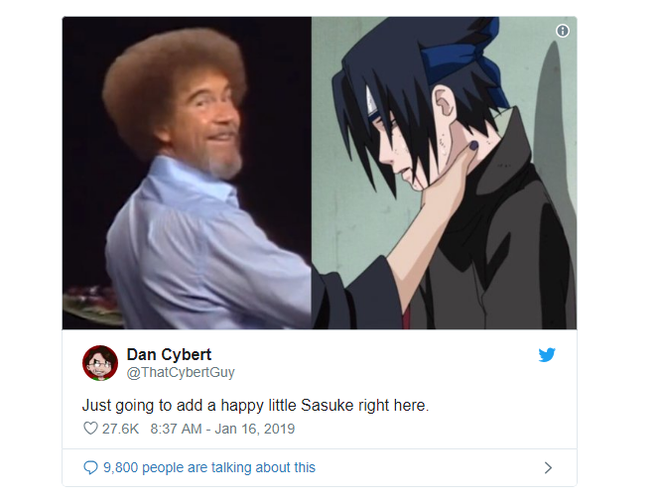 Dan Cybert
@ThatCybertGuy
Just going to add a happy little Sasuke right here.
27.6K 8:37 AM - Jan 16, 2019
9,800 people are talking about this